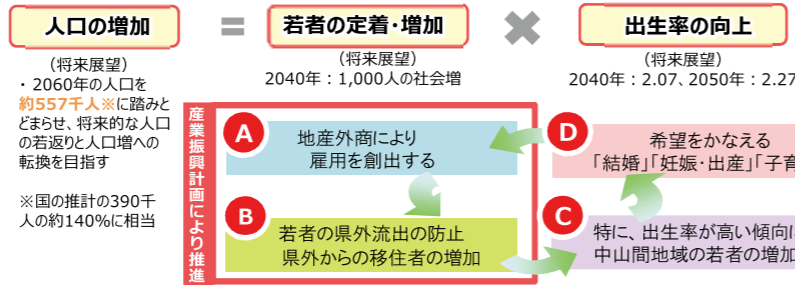 人口の増加
=
若者の定着・増加
×
出生率の向上
(将来展望)
・ 2060年の人口を
約557千人※に踏みと
どまらせ、将来的な人口
の若返りと人口増への
転換を目指す
※国の推計の390千
人の約140%に相当
(将来展望)
2040年：1,000人の社会増
(将来展望)
2040年：2.07、2050年：2.27
産業振興計画により推進
A
地産外商により
雇用を創出する
B
若者の県外流出の防止
県外からの移住者の増加
D
希望をかなえる
「結婚」「妊娠・出産」「子育
C
特に、出生率が高い傾向に
中山間地域の若者の増加